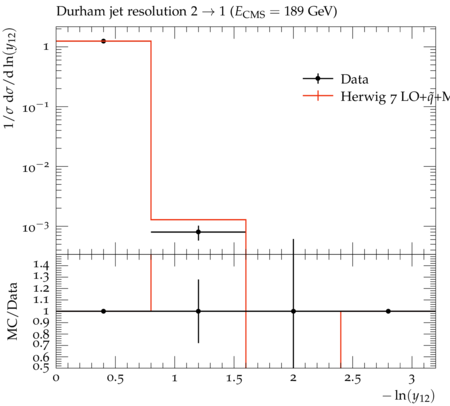 Durham jet resolution 2 → 1 (E_CMS = 189 GeV)
1/σ dσ/d ln(y_12)
1
10^−1
10^−2
10^−3
Data
Herwig 7 LO+q̃+M
MC/Data
1.4
1.3
1.2
1.1
1
0.9
0.8
0.7
0.6
0.5
0 0.5 1 1.5 2 2.5 3
− ln(y_12)